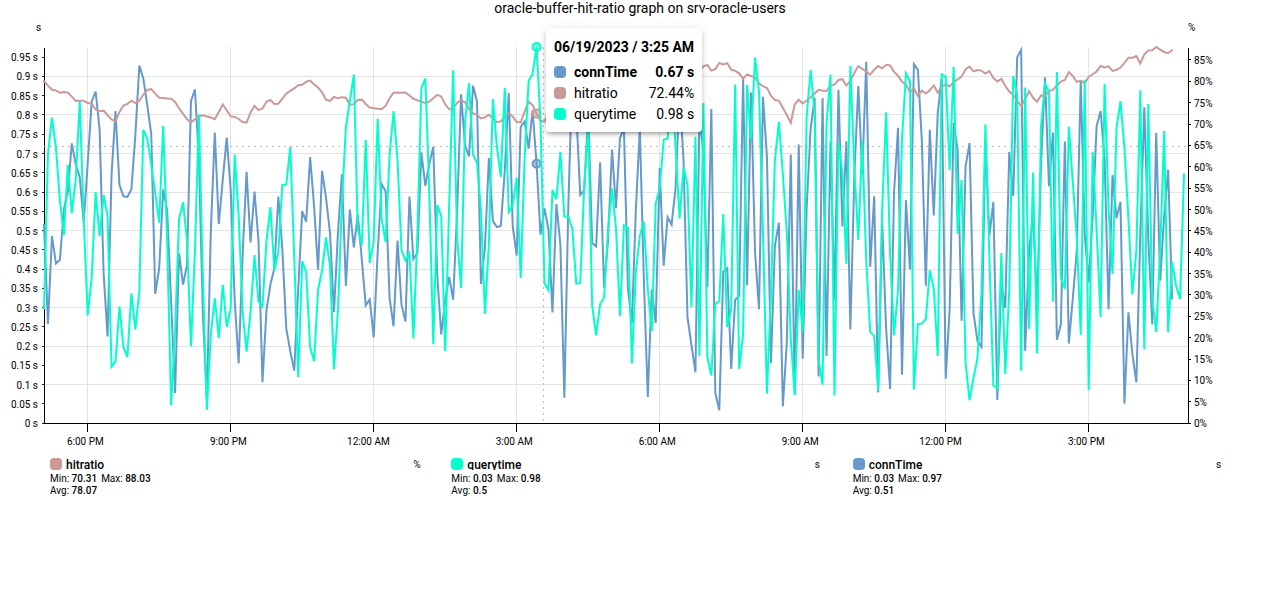 oracle-buffer-hit-ratio graph on srv-oracle-users
s %
06/19/2023 / 3:25 AM
connTime 0.67 s
hitratio 72.44%
querytime 0.98 s
0.95 s
0.9 s
0.85 s
0.8 s
0.75 s
0.7 s
0.65 s
0.6 s
0.55 s
0.5 s
0.45 s
0.4 s
0.35 s
0.3 s
0.25 s
0.2 s
0.15 s
0.1 s
0.05 s
0 s
85%
80%
75%
70%
65%
60%
55%
50%
45%
40%
35%
30%
25%
20%
15%
10%
5%
0%
6:00 PM 9:00 PM 12:00 AM 3:00 AM 6:00 AM 9:00 AM 12:00 PM 3:00 PM
hitratio %
Min: 70.31 Max: 88.03
Avg: 78.07
querytime s
Min: 0.03 Max: 0.98
Avg: 0.5
connTime s
Min: 0.03 Max: 0.97
Avg: 0.51